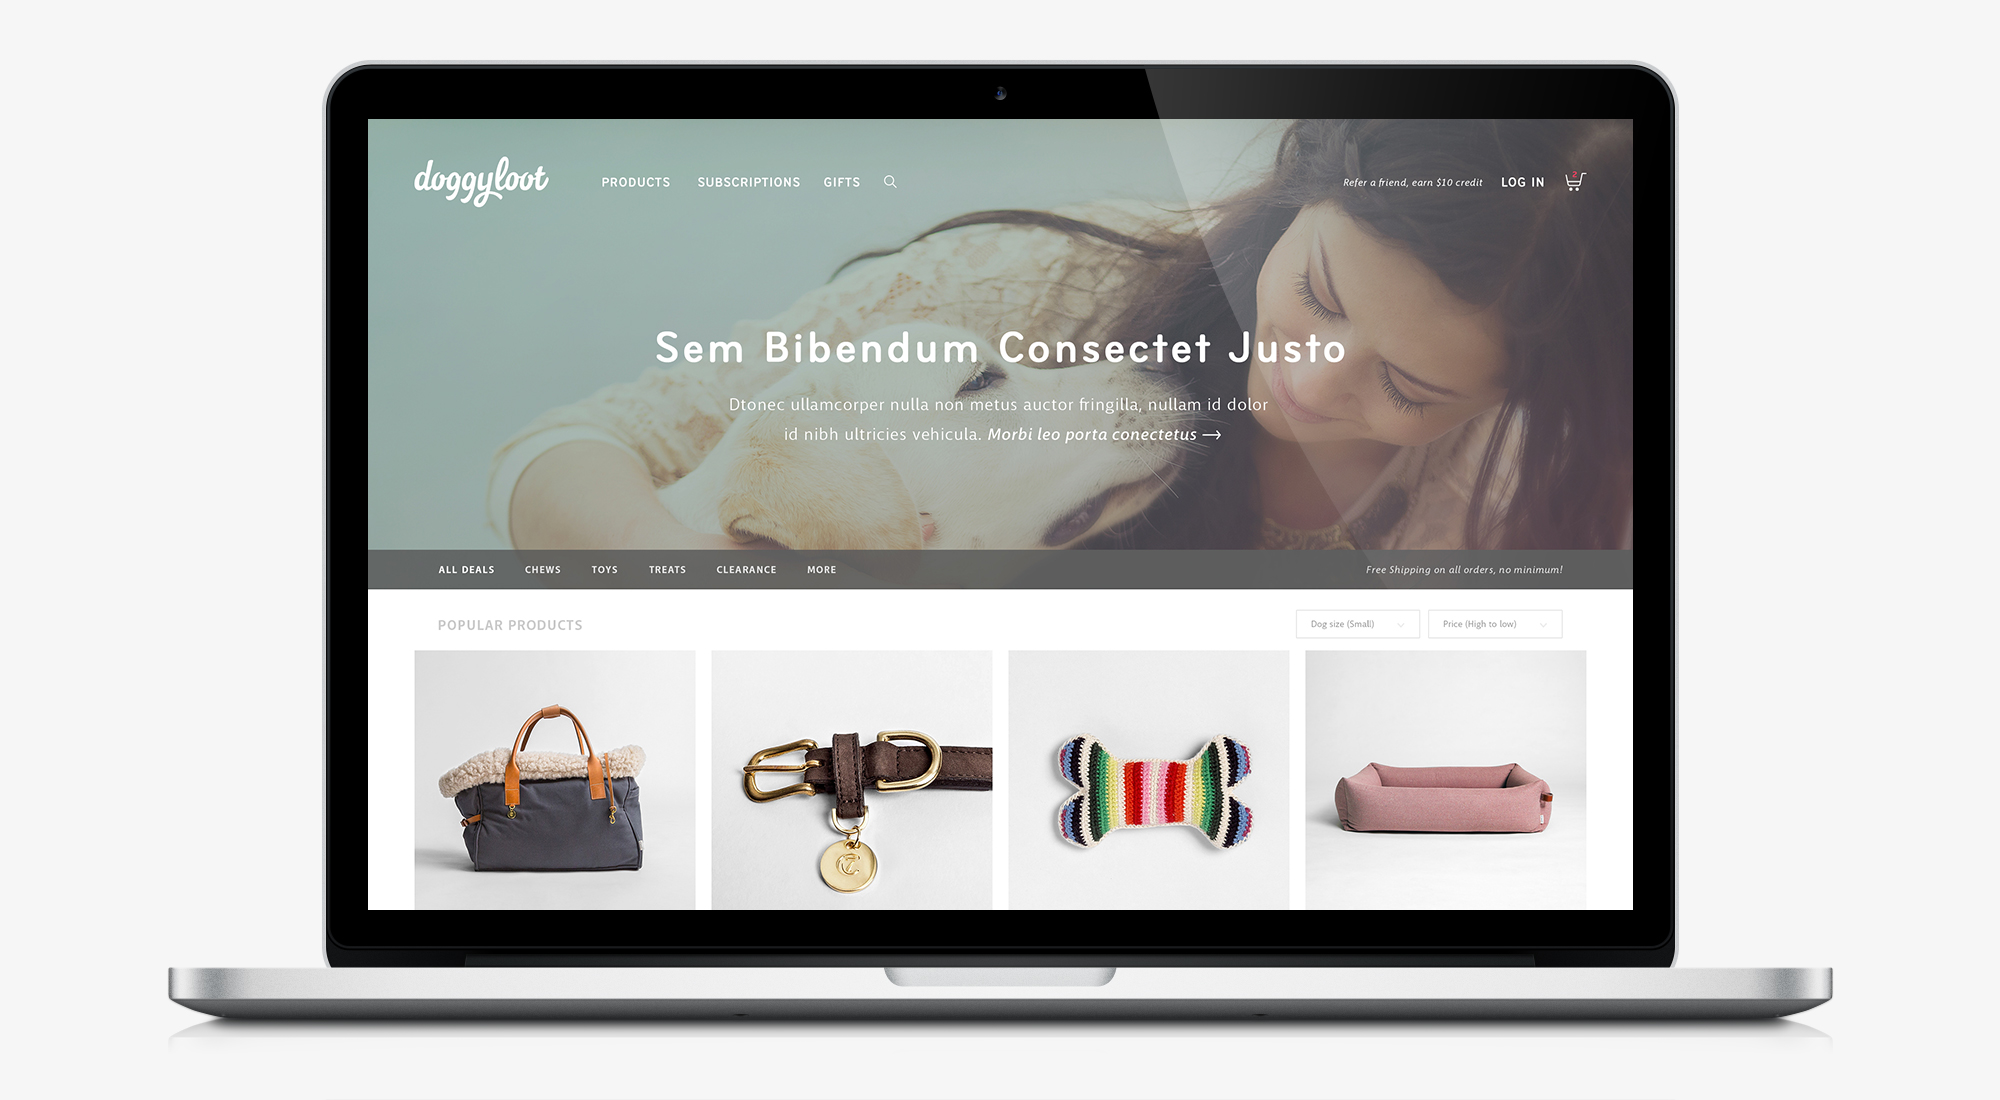 doggyloot
PRODUCTS SUBSCRIPTIONS GIFTS
Refer a friend, earn $10 credit LOG IN 2
Sem Bibendum Consectet Justo
Dtonec ullamcorper nulla non metus auctor fringilla, nullam id dolor
id nibh ultricies vehicula. Morbi leo porta conectetus →
ALL DEALS CHEWS TOYS TREATS CLEARANCE MORE
Free Shipping on all orders, no minimum!
POPULAR PRODUCTS
Dog size (Small) Price (High to low)
C